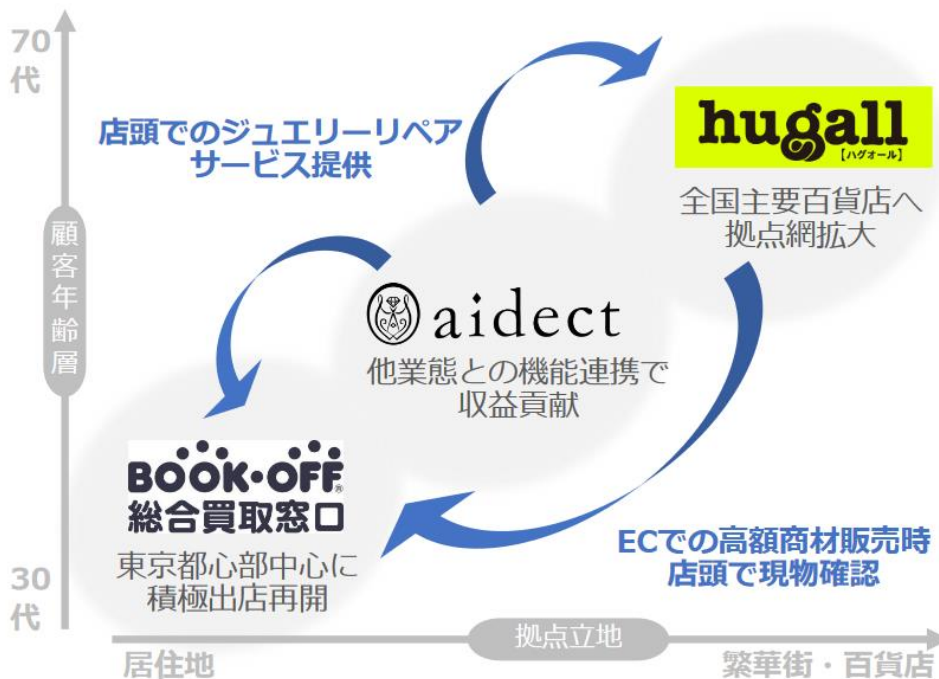 70
代
店頭でのジュエリーリペア
サービス提供
hugall
【ハグオール】
全国主要百貨店へ
拠点網拡大
顧客年齢層
aidect
他業態との機能連携で
収益貢献
BOOK・OFF®
総合買取窓口
東京都心部中心に
積極出店再開
ECでの高額商材販売時
店頭で現物確認
30
代
拠点立地
居住地
繁華街・百貨店